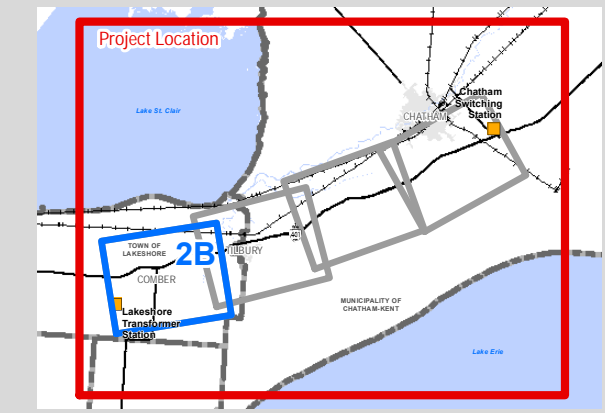 Project Location
Chatham
Switching
Station
CHATHAM
Lake St. Clair
TOWN OF
LAKESHORE
2B
TILBURY
401
COMBER
MUNICIPALITY OF
CHATHAM-KENT
Lakeshore
Transformer
Station
Lake Erie